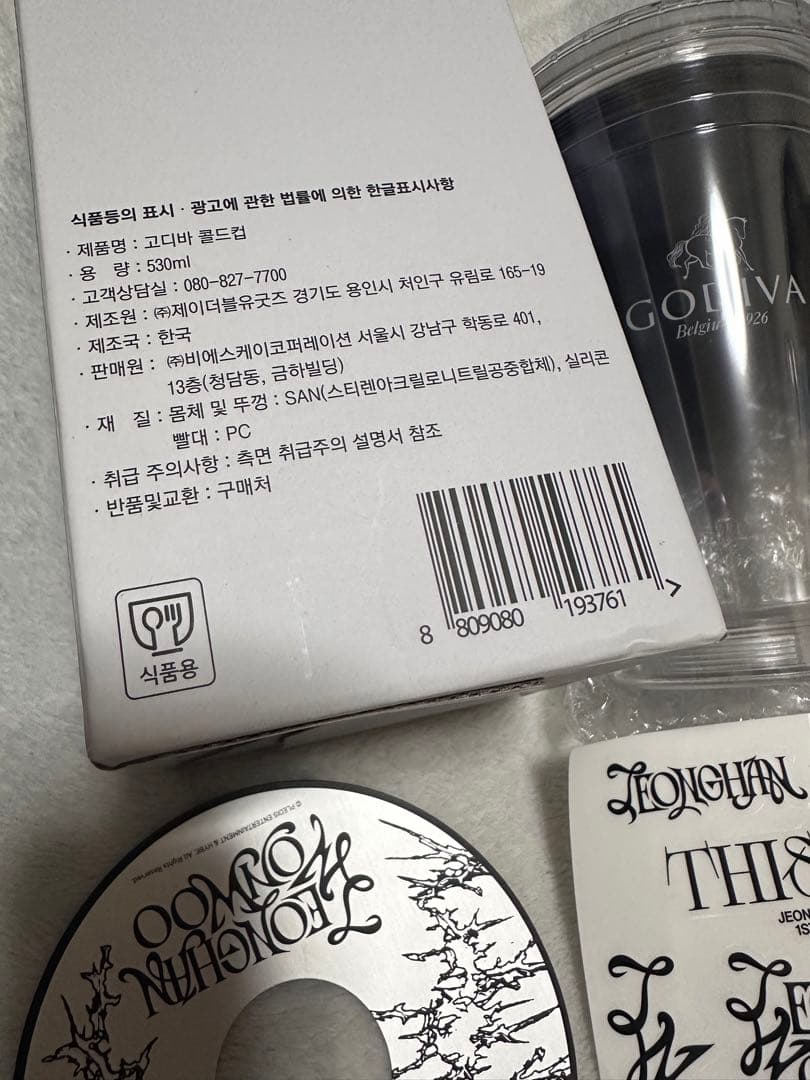 식품등의 표시 · 광고에 관한 법률에 의한 한글표시사항
· 제품명 : 고디바 콜드컵
· 용 량 : 530ml
· 고객상담실 : 080-827-7700
· 제조원 : ㈜제이더블유굿즈 경기도 용인시 처인구 유림로 165-19
· 제조국 : 한국
· 판매원 : ㈜비에스케이코퍼레이션 서울시 강남구 학동로 401,
13층(청담동, 금하빌딩)
· 재 질 : 몸체 및 뚜껑 : SAN(스티렌아크릴로니트릴공중합체), 실리콘
빨대 : PC
· 취급 주의사항 : 측면 취급주의 설명서 참조
· 반품및교환 : 구매처
8 809080 193761 >
식품용
GODIVA
Belgium 1926
© PLEDIS ENTERTAINMENT & HYBE. All Rights Reserved.
JEONGHAN
WONWOO
JEONGHAN
THIS
JEON
1S